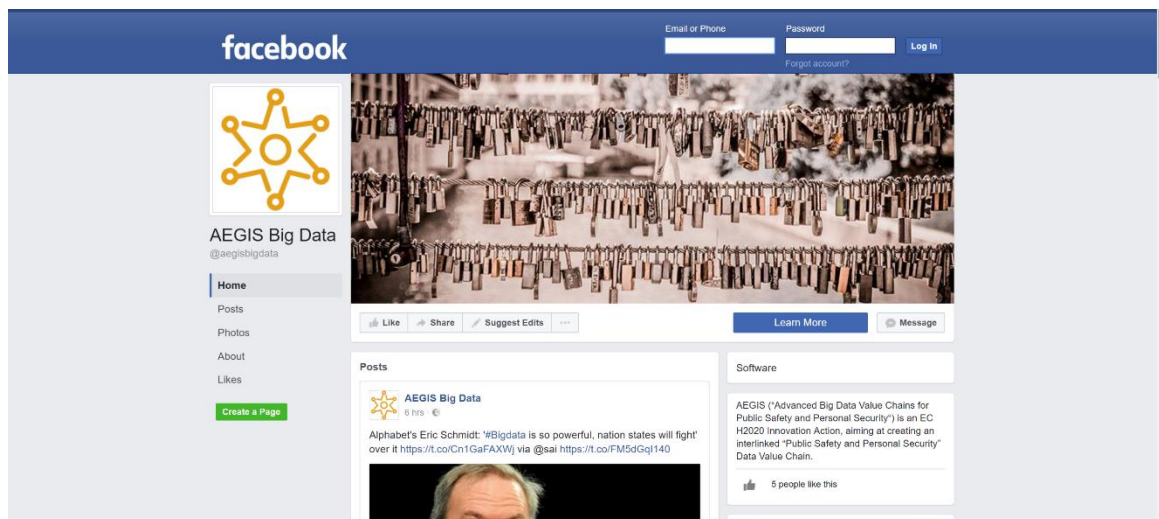 facebook
Email or Phone
Password
Log In
Forgot account?
AEGIS Big Data
@aegisbigdata
Home
Posts
Photos
About
Likes
Create a Page
Like
Share
Suggest Edits
Learn More
Message
Posts
AEGIS Big Data
6 hrs ·
Alphabet's Eric Schmidt: '#Bigdata is so powerful, nation states will fight'
over it https://t.co/Cn1GaFAXWj via @sai https://t.co/FM5dGqI140
Software
AEGIS ("Advanced Big Data Value Chains for
Public Safety and Personal Security") is an EC
H2020 Innovation Action, aiming at creating an
interlinked "Public Safety and Personal Security"
Data Value Chain.
5 people like this